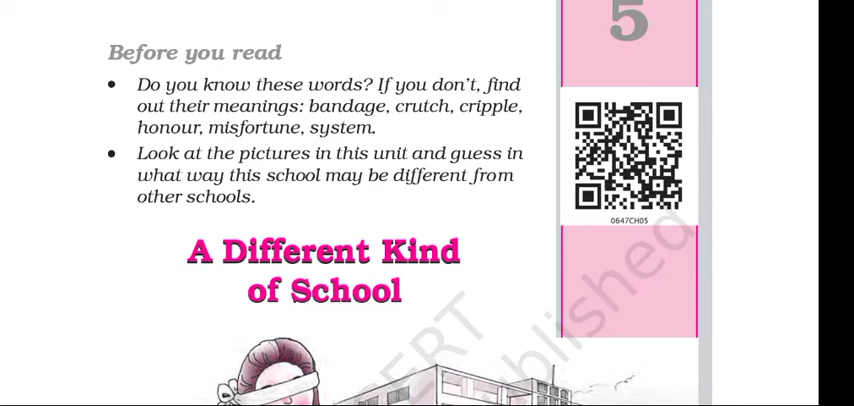 5
Before you read
• Do you know these words? If you don't, find
out their meanings: bandage, crutch, cripple,
honour, misfortune, system.
• Look at the pictures in this unit and guess in
what way this school may be different from
other schools.
0647CH05
A Different Kind
of School